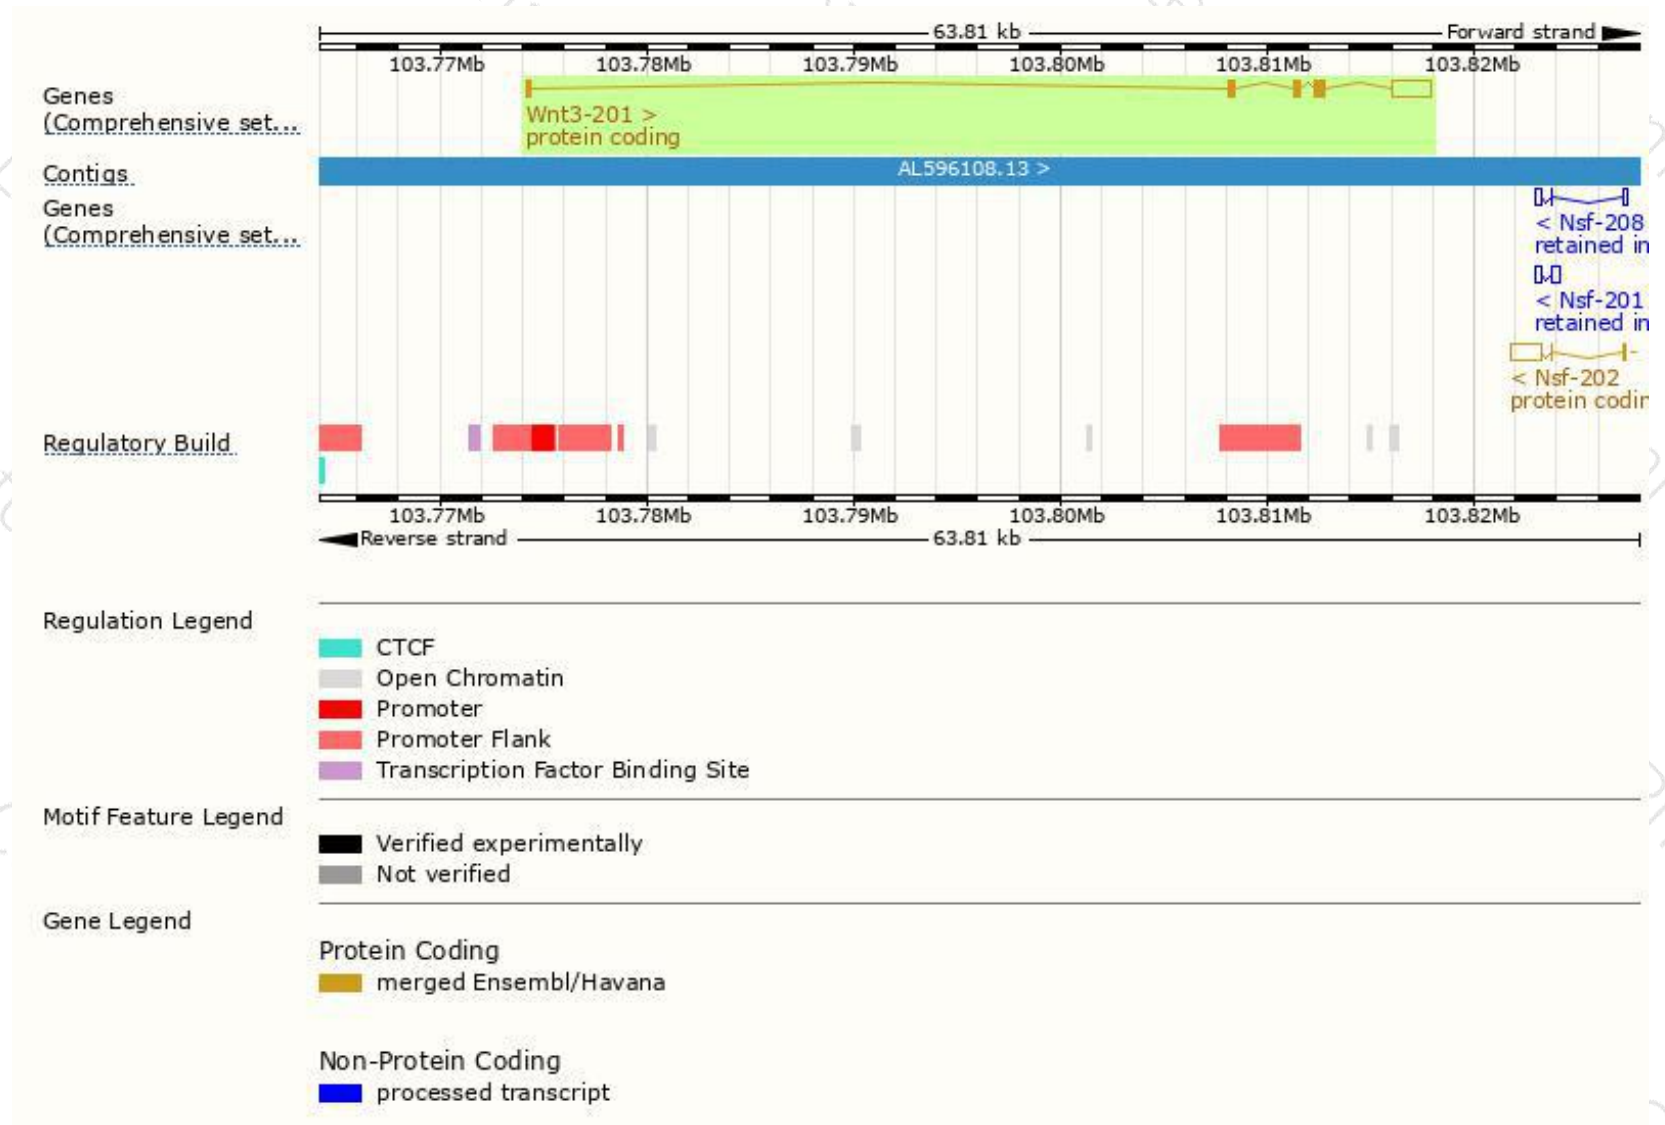 63.81 kb
Forward strand
103.77Mb 103.78Mb 103.79Mb 103.80Mb 103.81Mb 103.82Mb
Genes
(Comprehensive set...
Wnt3-201 >
protein coding
Contigs
AL596108.13 >
Genes
(Comprehensive set...
< Nsf-208
retained in
< Nsf-201
retained in
< Nsf-202
protein codin
Regulatory Build
103.77Mb 103.78Mb 103.79Mb 103.80Mb 103.81Mb 103.82Mb
Reverse strand
63.81 kb
Regulation Legend
CTCF
Open Chromatin
Promoter
Promoter Flank
Transcription Factor Binding Site
Motif Feature Legend
Verified experimentally
Not verified
Gene Legend
Protein Coding
merged Ensembl/Havana
Non-Protein Coding
processed transcript